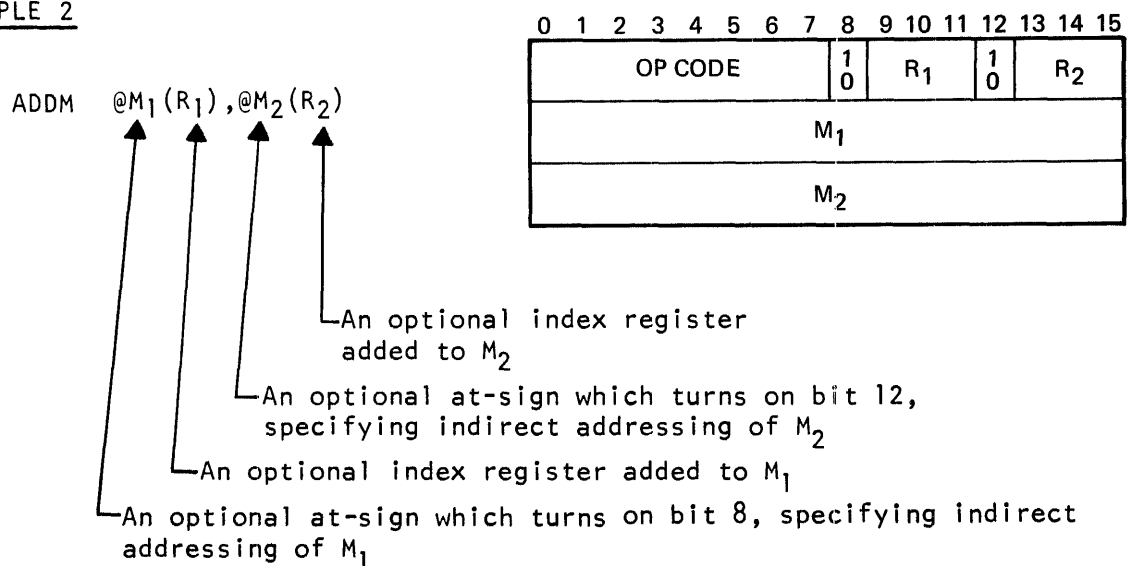 PLE 2
0 1 2 3 4 5 6 7 8 9 10 11 12 13 14 15
OP CODE 1 0 R1 1 0 R2
M1
M2
ADDM @M1(R1),@M2(R2)
An optional index register
added to M2
An optional at-sign which turns on bit 12,
specifying indirect addressing of M2
An optional index register added to M1
An optional at-sign which turns on bit 8, specifying indirect
addressing of M1